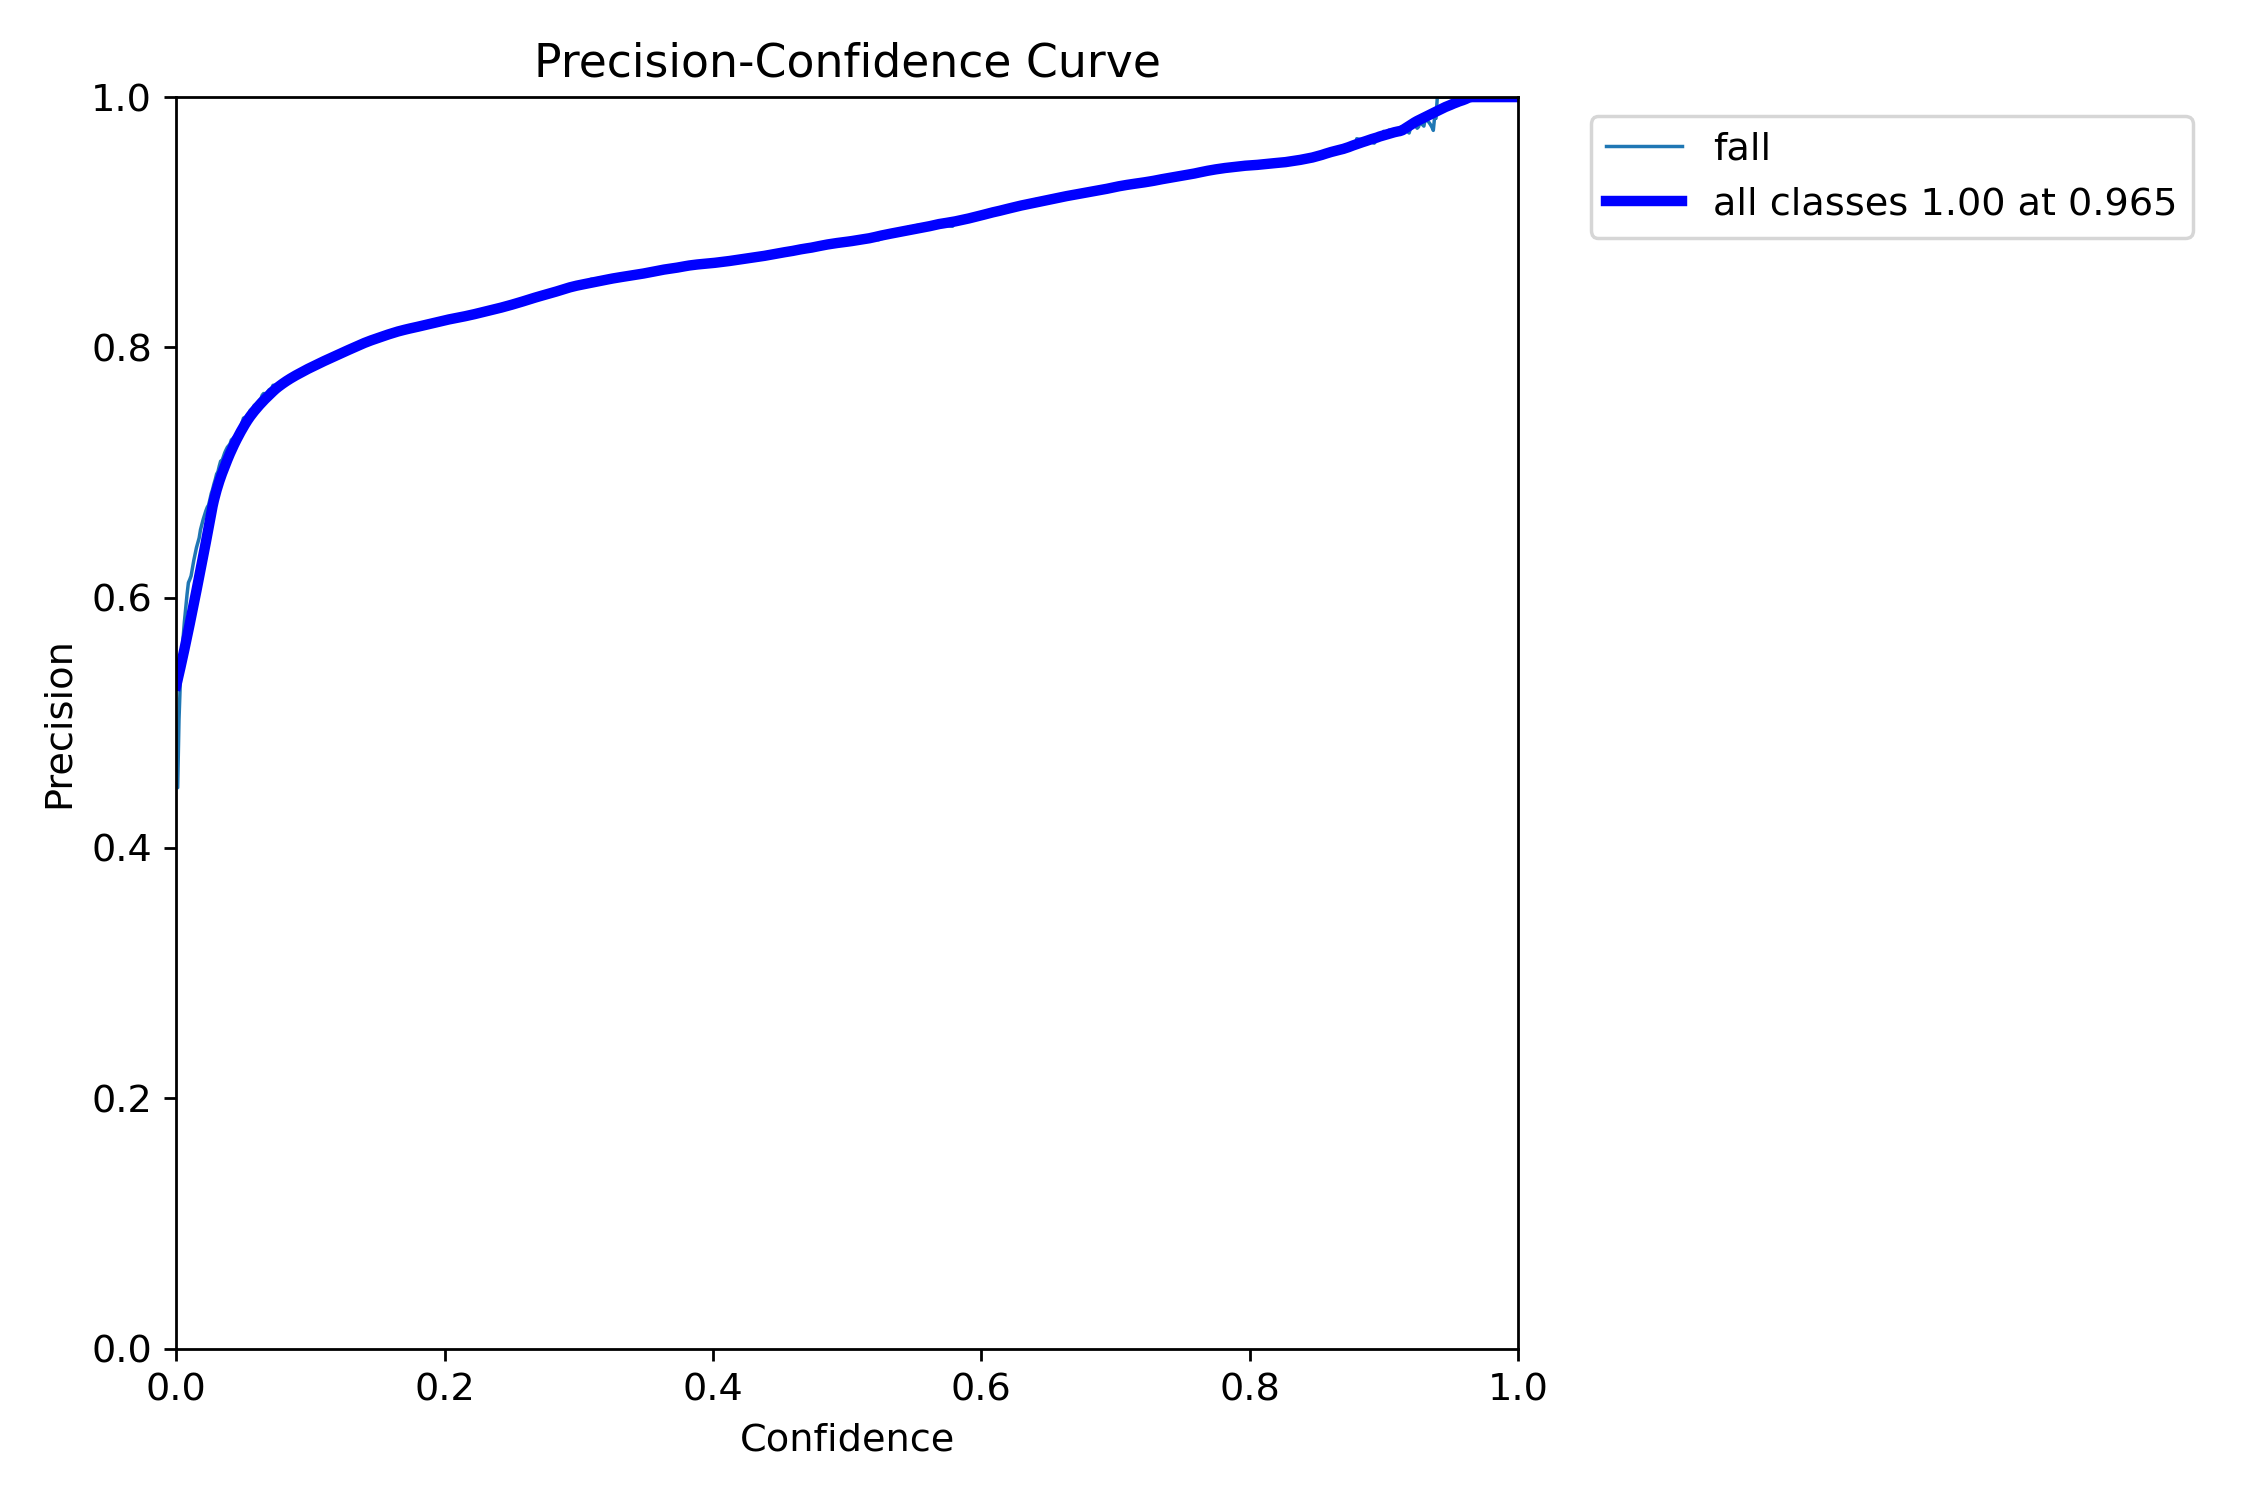 Precision-Confidence Curve
1.0
0.8
0.6
0.4
0.2
0.0
Precision
0.0 0.2 0.4 0.6 0.8 1.0
Confidence
fall
all classes 1.00 at 0.965